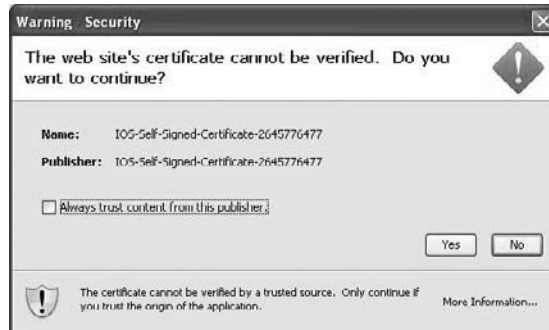 Warning Security
The web site's certificate cannot be verified. Do you
want to continue?
Name: IOS-Self-Signed-Certificate-2645776477
Publisher: IOS-Self-Signed-Certificate-2645776477
Always trust content from this publisher.
Yes No
The certificate cannot be verified by a trusted source. Only continue if
you trust the origin of the application.
More Information...